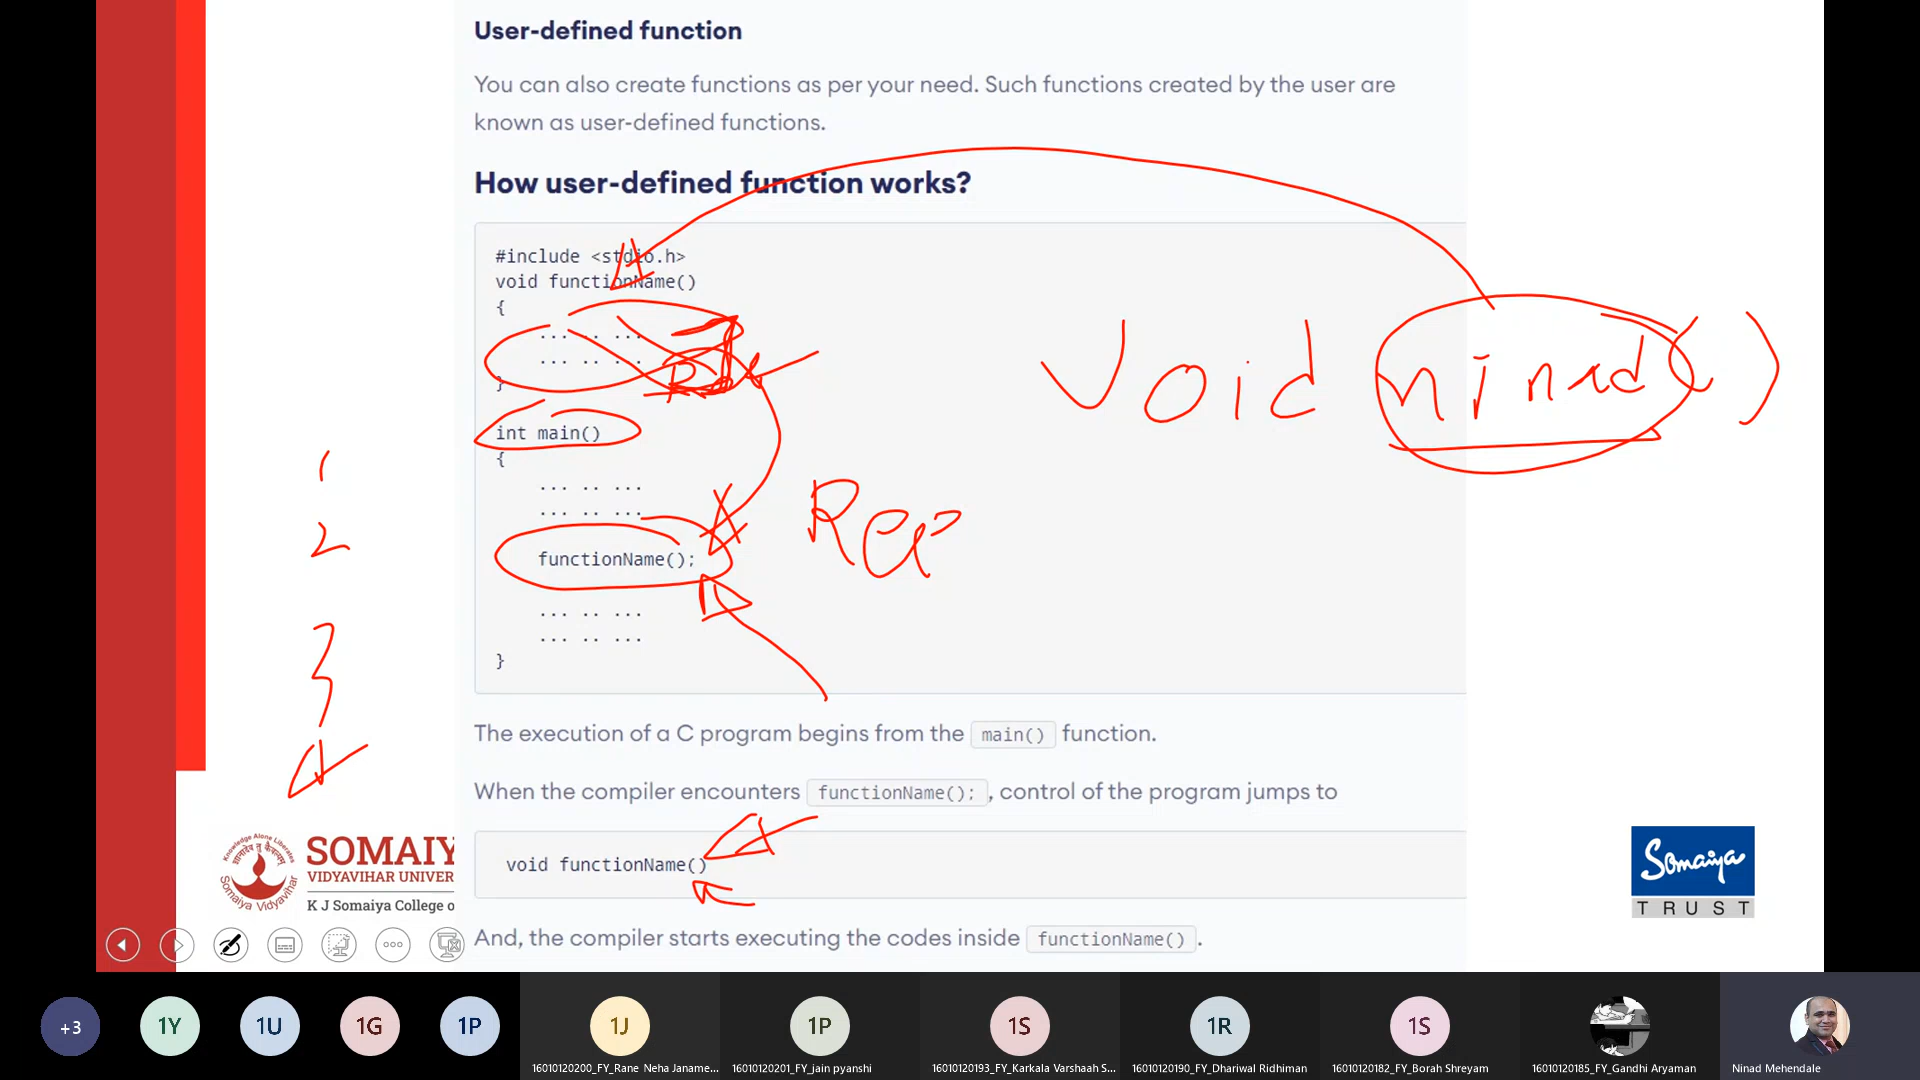 User-defined function
You can also create functions as per your need. Such functions created by the user are
known as user-defined functions.
How user-defined function works?
#include <stdio.h>
void functionName()
{
... .. ...
... .. ...
}
int main()
{
... .. ...
... .. ...
functionName();
... .. ...
... .. ...
}
Void ninad()
1
2
3
The execution of a C program begins from the main() function.
When the compiler encounters functionName();, control of the program jumps to
void functionName()
And, the compiler starts executing the codes inside functionName().
SOMAIY
VIDYAVIHAR UNIVER
K J Somaiya College o
Knowledge Alone Liberates
Somaiya Vidyavihar
Somaiya
TRUST
+3
1Y
1U
1G
1P
1J
1P
1S
1R
1S
16010120200_FY_Rane Neha Janame...
16010120201_FY_jain pyanshi
16010120193_FY_Karkala Varshaah S...
16010120190_FY_Dhariwal Ridhiman
16010120182_FY_Borah Shreyam
16010120185_FY_Gandhi Aryaman
Ninad Mehendale